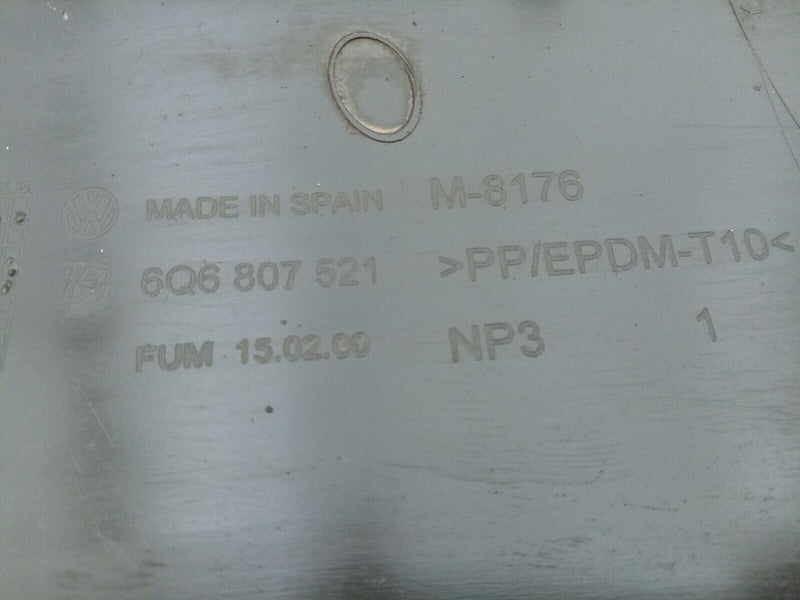 MADE IN SPAIN M-8176
6Q6 807 521 >PP/EPDM-T10<
FUM 15.02.00 NP3 1